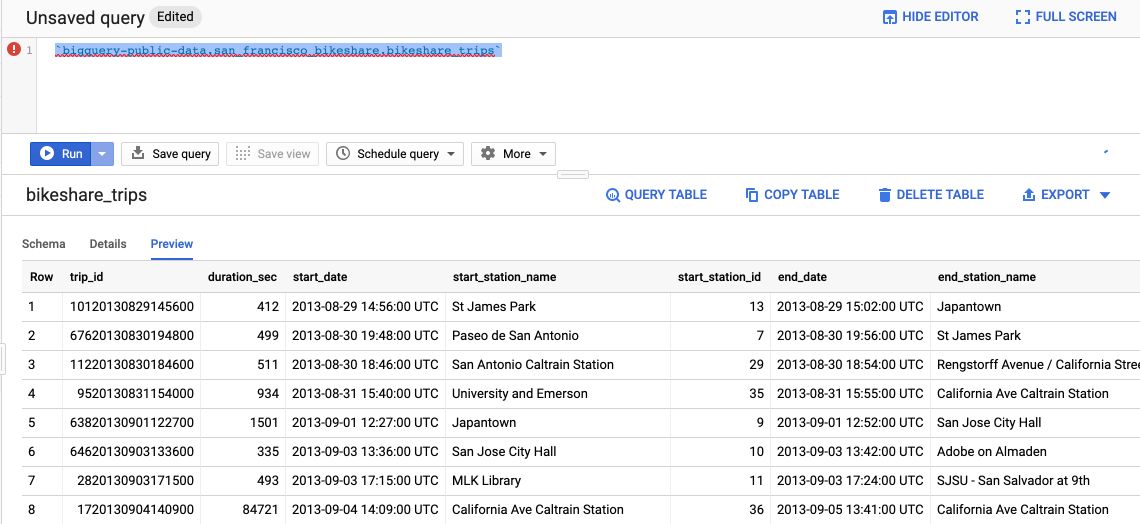 Unsaved query Edited HIDE EDITOR FULL SCREEN
1 `bigquery-public-data.san_francisco_bikeshare.bikeshare_trips`
Run Save query Save view Schedule query More
bikeshare_trips QUERY TABLE COPY TABLE DELETE TABLE EXPORT
Schema Details Preview
Row trip_id duration_sec start_date start_station_name start_station_id end_date end_station_name
1 10120130829145600 412 2013-08-29 14:56:00 UTC St James Park 13 2013-08-29 15:02:00 UTC Japantown
2 67620130830194800 499 2013-08-30 19:48:00 UTC Paseo de San Antonio 7 2013-08-30 19:56:00 UTC St James Park
3 11220130830184600 511 2013-08-30 18:46:00 UTC San Antonio Caltrain Station 29 2013-08-30 18:54:00 UTC Rengstorff Avenue / California Stree
4 9520130831154000 934 2013-08-31 15:40:00 UTC University and Emerson 35 2013-08-31 15:55:00 UTC California Ave Caltrain Station
5 63820130901122700 1501 2013-09-01 12:27:00 UTC Japantown 9 2013-09-01 12:52:00 UTC San Jose City Hall
6 64620130903133600 335 2013-09-03 13:36:00 UTC San Jose City Hall 10 2013-09-03 13:42:00 UTC Adobe on Almaden
7 2820130903171500 493 2013-09-03 17:15:00 UTC MLK Library 11 2013-09-03 17:24:00 UTC SJSU - San Salvador at 9th
8 1720130904140900 84721 2013-09-04 14:09:00 UTC California Ave Caltrain Station 36 2013-09-05 13:41:00 UTC California Ave Caltrain Station